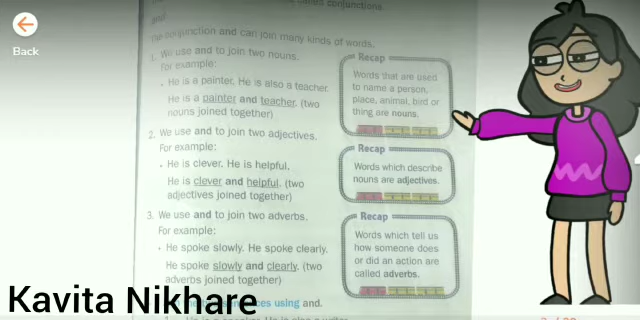 Back
conjunctions.
and
The conjunction and can join many kinds of words.
1. We use and to join two nouns.
For example:
• He is a painter. He is also a teacher.
He is a painter and teacher. (two
nouns joined together)
Recap
Words that are used
to name a person,
place, animal, bird or
thing are nouns.
2. We use and to join two adjectives.
For example:
• He is clever. He is helpful.
He is clever and helpful. (two
adjectives joined together)
Recap
Words which describe
nouns are adjectives.
3. We use and to join two adverbs.
For example:
• He spoke slowly. He spoke clearly.
He spoke slowly and clearly. (two
adverbs joined together)
Recap
Words which tell us
how someone does
or did an action are
called adverbs.
Kavita Nikhare
using and.